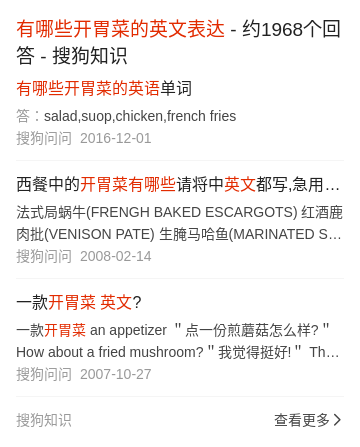 有哪些开胃菜的英文表达 - 约1968个回
答 - 搜狗知识
有哪些开胃菜的英语单词
答：salad,suop,chicken,french fries
搜狗问问 2016-12-01
西餐中的开胃菜有哪些请将中英文都写,急用…
法式局蜗牛(FRENGH BAKED ESCARGOTS) 红酒鹿
肉批(VENISON PATE) 生腌马哈鱼(MARINATED S…
搜狗问问 2008-02-14
一款开胃菜 英文?
一款开胃菜 an appetizer ＂点一份煎蘑菇怎么样?＂
How about a fried mushroom?＂我觉得挺好!＂ Th…
搜狗问问 2007-10-27
搜狗知识 查看更多